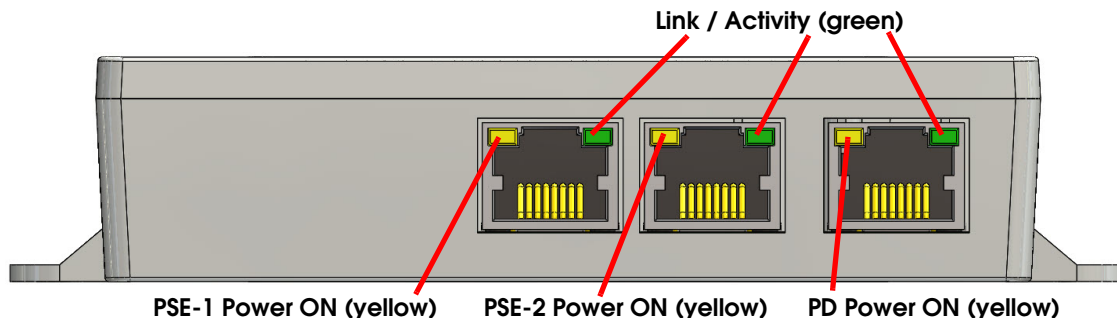 Link / Activity (green)
PSE-1 Power ON (yellow)
PSE-2 Power ON (yellow)
PD Power ON (yellow)